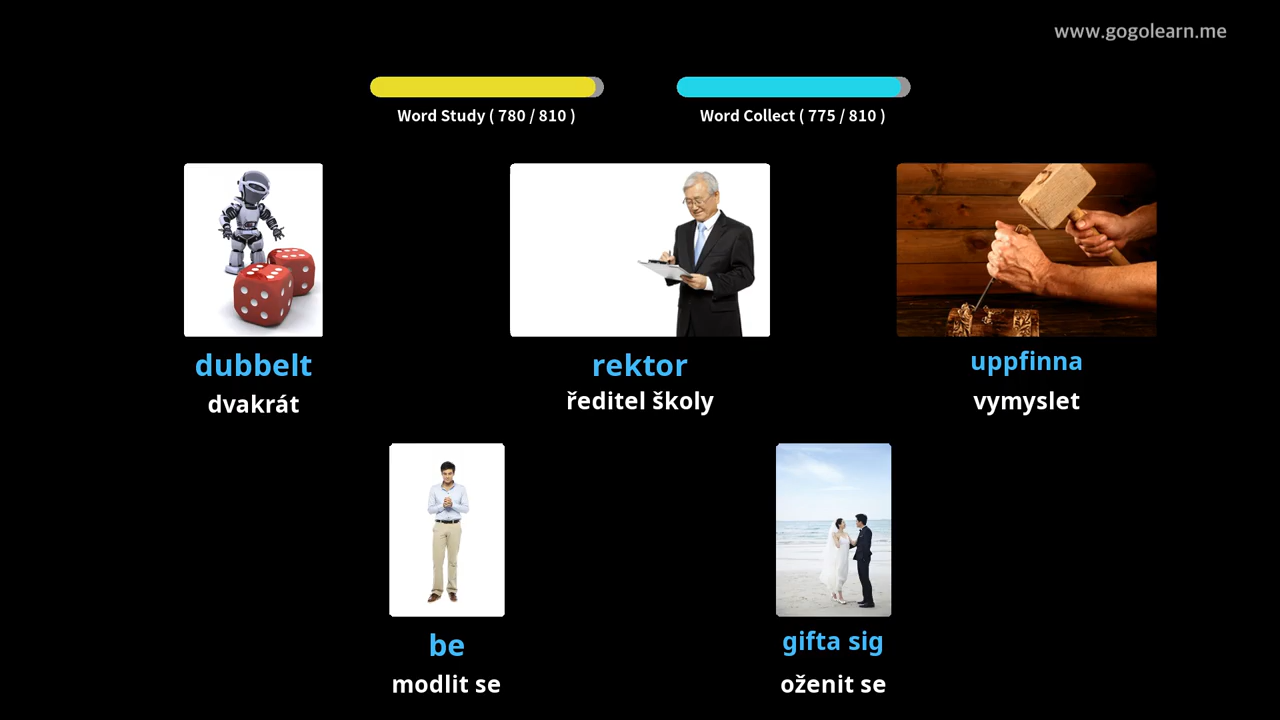 www.gogolearn.me
Word Study ( 780 / 810 )
Word Collect ( 775 / 810 )
dubbelt
dvakrát
rektor
ředitel školy
uppfinna
vymyslet
be
modlit se
gifta sig
oženit se